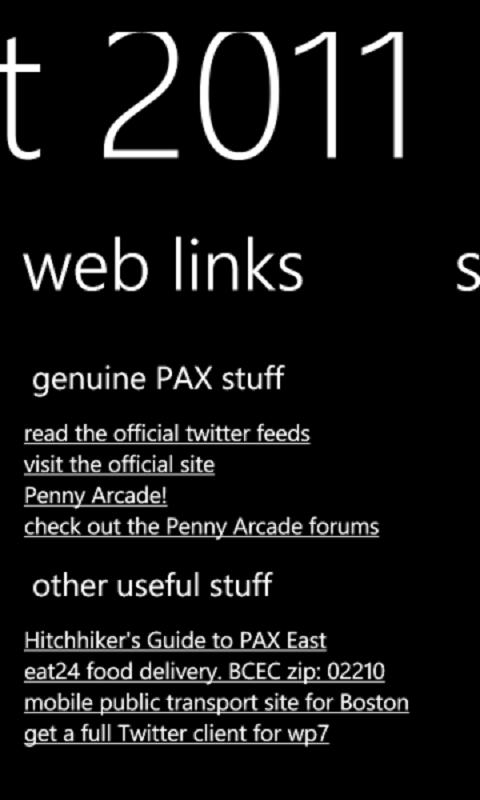 t 2011
web links s
genuine PAX stuff
read the official twitter feeds
visit the official site
Penny Arcade!
check out the Penny Arcade forums
other useful stuff
Hitchhiker's Guide to PAX East
eat24 food delivery. BCEC zip: 02210
mobile public transport site for Boston
get a full Twitter client for wp7